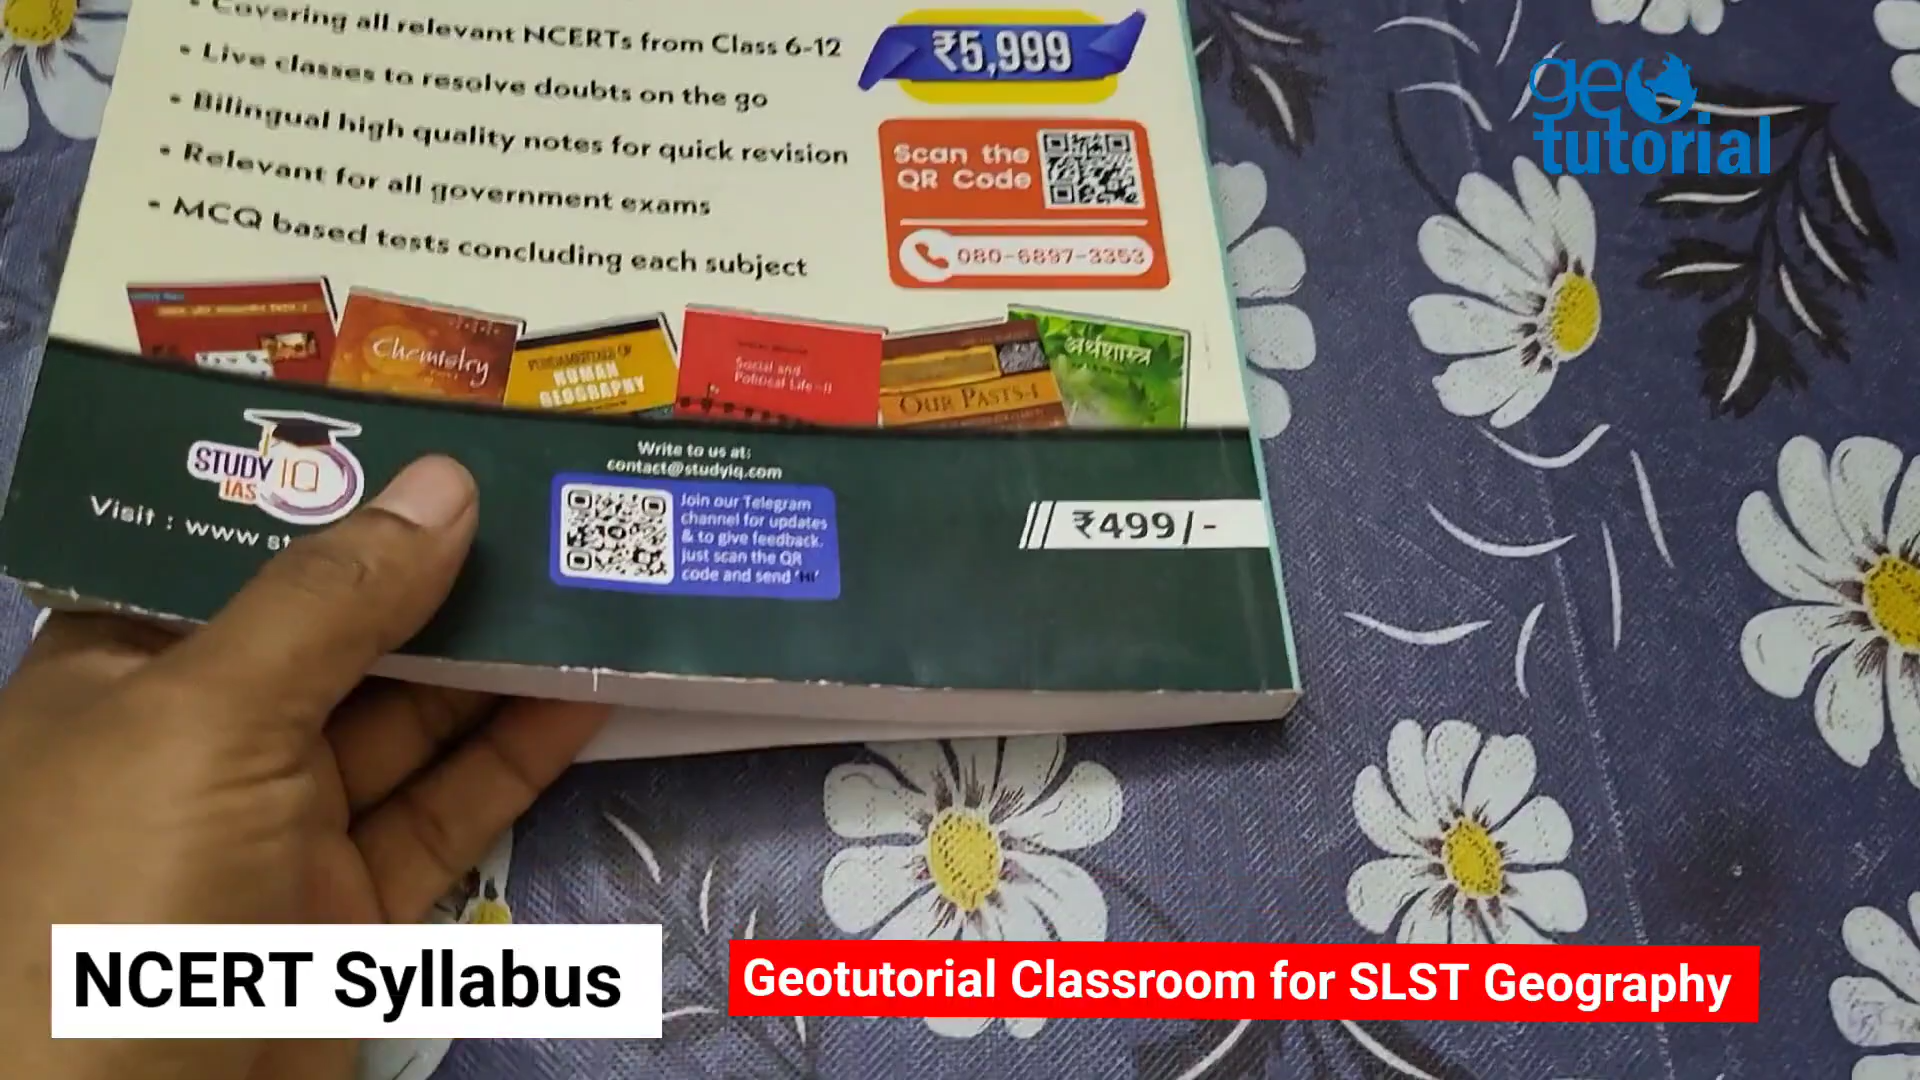 • Covering all relevant NCERTs from Class 6-12
• Live classes to resolve doubts on the go
• Bilingual high quality notes for quick revision
• Relevant for all government exams
• MCQ based tests concluding each subject
₹5,999
Scan the
QR Code
080-6897-3353
geo
tutorial
Chemistry
FUNDAMENTALS OF
HUMAN
GEOGRAPHY
Social and
Political Life-II
OUR PASTS-I
अर्थशास्त्र
STUDY IQ
IAS
Visit : www st
Write to us at:
contact@studyiq.com
Join our Telegram
channel for updates
& to give feedback.
Just scan the QR
code and send 'Hi'
₹499/-
NCERT Syllabus
Geotutorial Classroom for SLST Geography